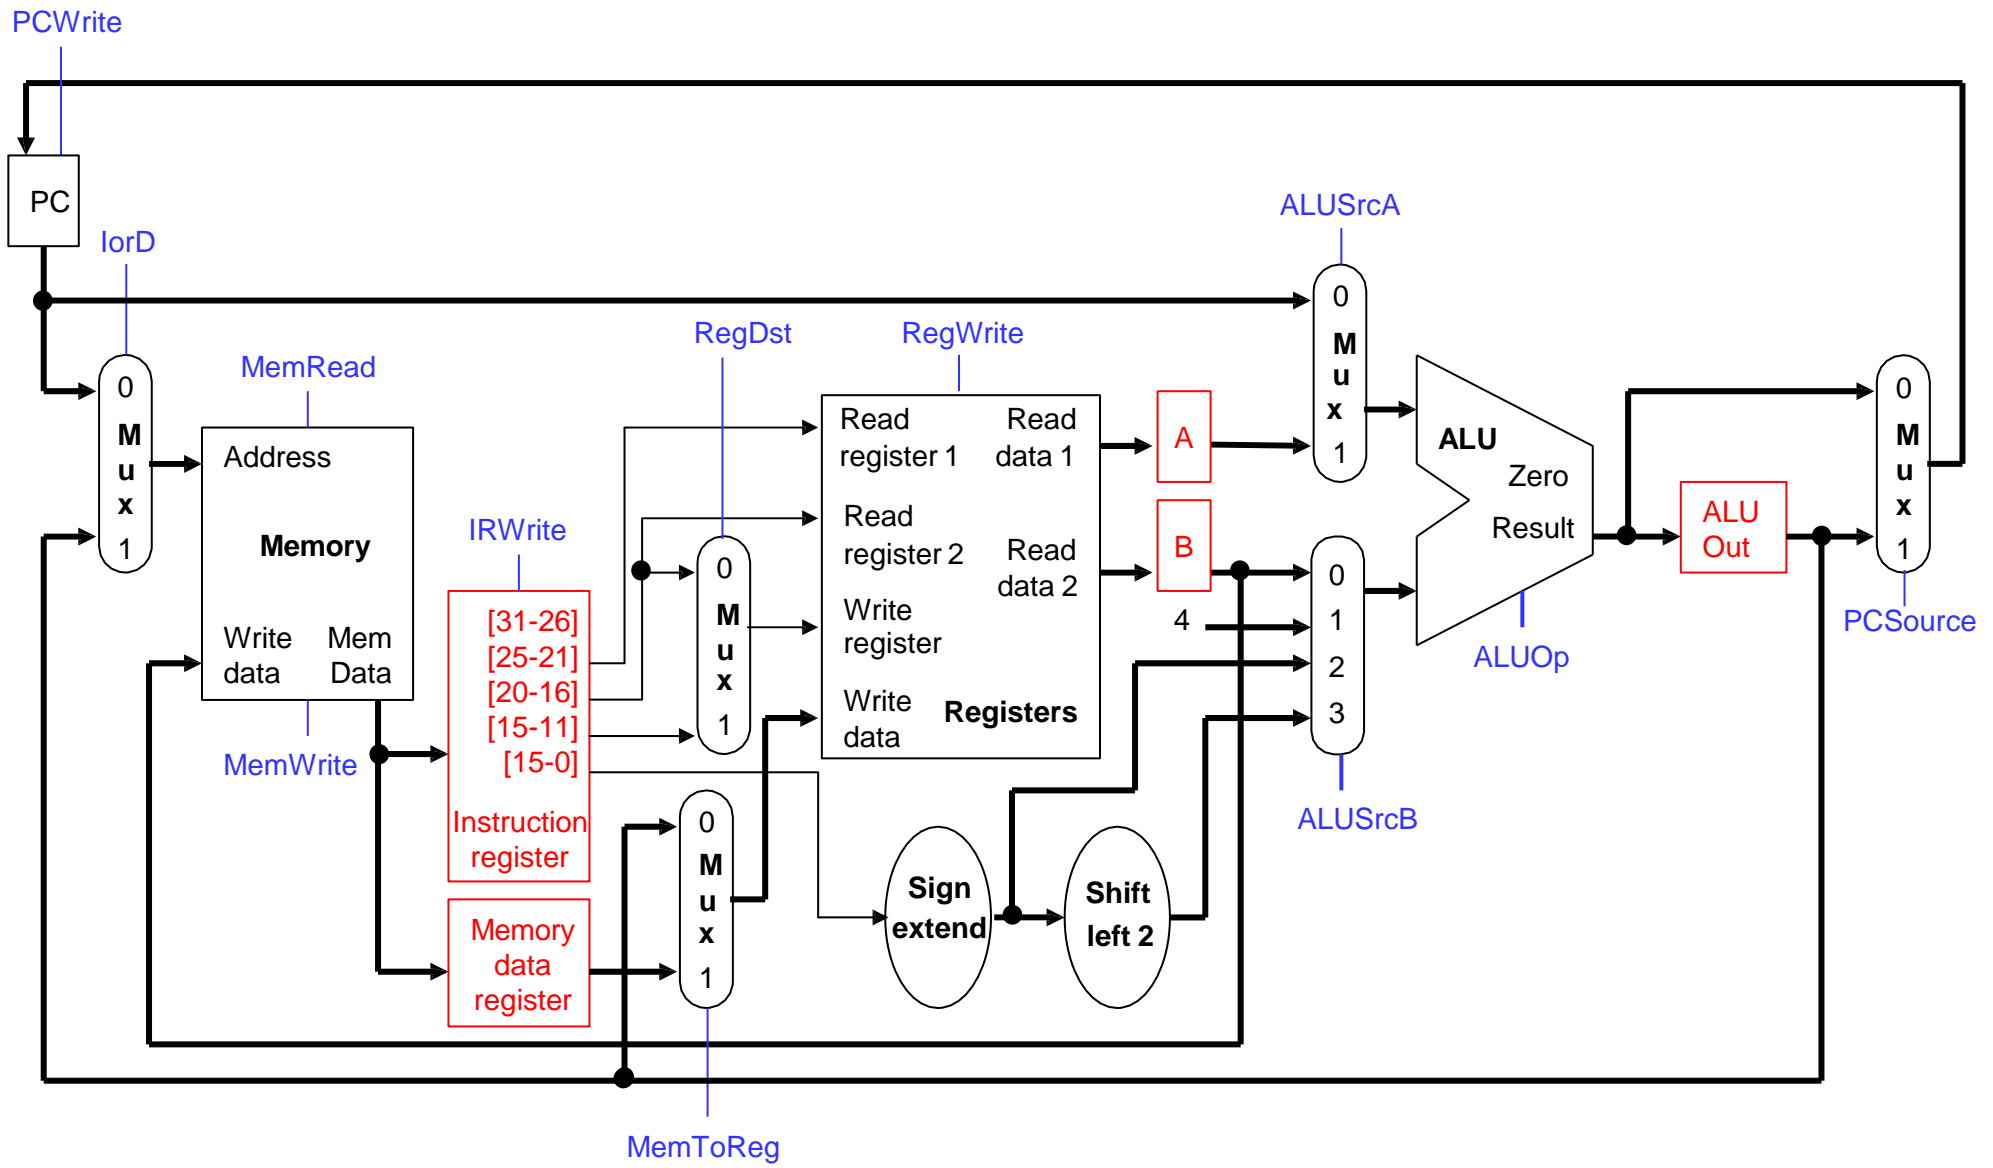 PCWrite
PC
IorD
ALUSrcA
0
M
u
x
1
RegDst
RegWrite
MemRead
0
M
u
x
1
Address
Memory
Write
data
Mem
Data
MemWrite
IRWrite
[31-26]
[25-21]
[20-16]
[15-11]
[15-0]
Instruction
register
Memory
data
register
0
M
u
x
1
0
M
u
x
1
MemToReg
Read
register 1
Read
data 1
Read
register 2
Read
data 2
Write
register
Write
data
Registers
A
B
4
0
1
2
3
ALUSrcB
Sign
extend
Shift
left 2
ALU
Zero
Result
ALUOp
ALU
Out
0
M
u
x
1
PCSource